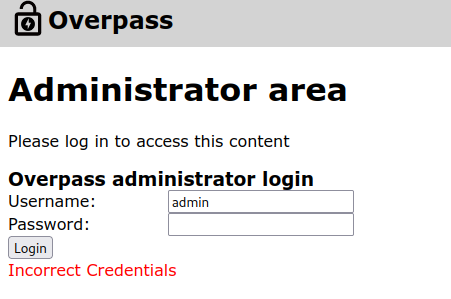 Overpass
Administrator area
Please log in to access this content
Overpass administrator login
Username: admin
Password:
Login
Incorrect Credentials